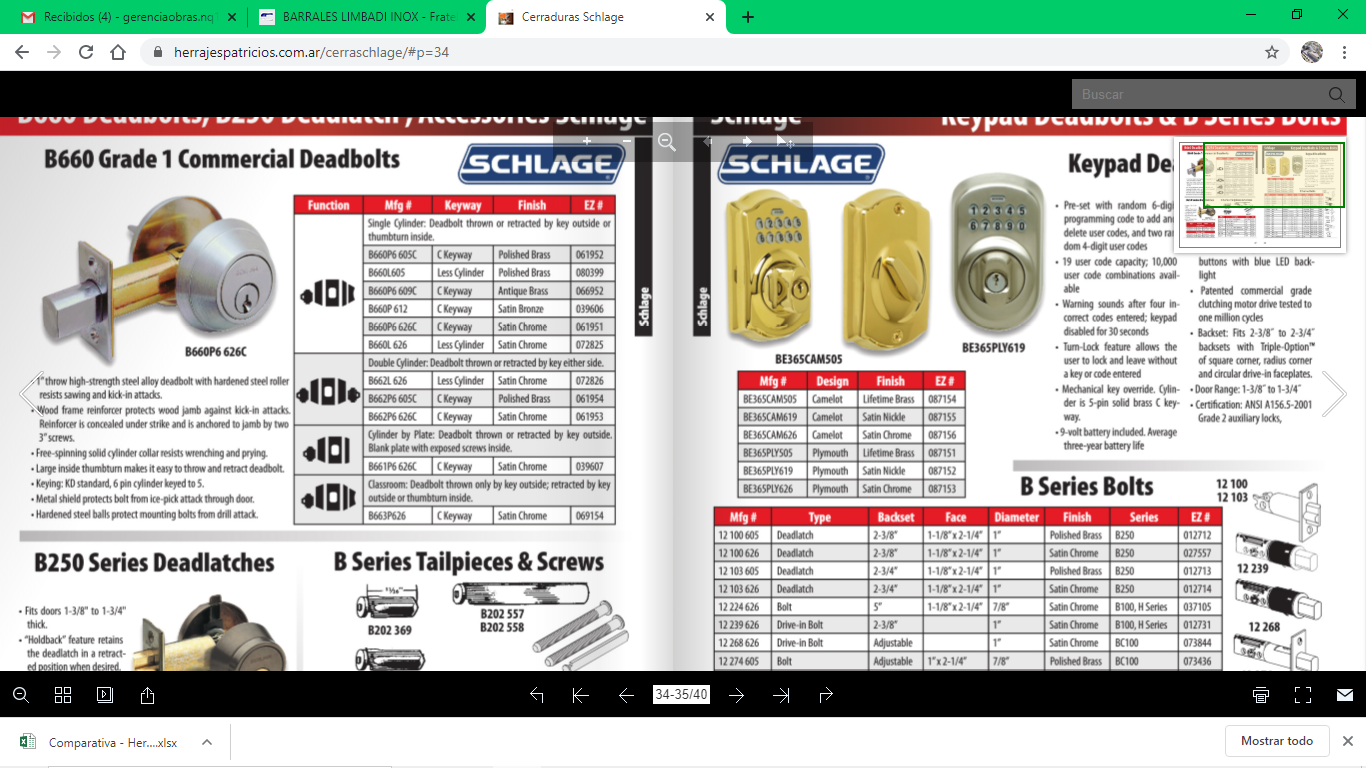 Recibidos (4) - gerenciaobras.nq
BARRALES LIMBADI INOX - Frate
Cerraduras Schlage
herrajespatricios.com.ar/cerraschlage/#p=34
Buscar
B660 Deadbolts, B250 Deadlatch , Accessories Schlage
B660 Grade 1 Commercial Deadbolts
SCHLAGE
B660P6 626C
1" throw high-strength steel alloy deadbolt with hardened steel roller
resists sawing and kick-in attacks.
• Wood frame reinforcer protects wood jamb against kick-in attacks.
Reinforcer is concealed under strike and is anchored to jamb by two
3" screws.
• Free-spinning solid cylinder collar resists wrenching and prying.
• Large inside thumbturn makes it easy to throw and retract deadbolt.
• Keying: KD standard, 6 pin cylinder keyed to 5.
• Metal shield protects bolt from ice-pick attack through door.
• Hardened steel balls protect mounting bolts from drill attack.
Function Mfg # Keyway Finish EZ #
Single Cylinder: Deadbolt thrown or retracted by key outside or
thumbturn inside.
B660P6 605C C Keyway Polished Brass 061952
B660L605 Less Cylinder Polished Brass 080399
B660P6 609C C Keyway Antique Brass 066952
B660P 612 C Keyway Satin Bronze 039606
B660P6 626C C Keyway Satin Chrome 061951
B660L 626 Less Cylinder Satin Chrome 072825
Double Cylinder: Deadbolt thrown or retracted by key either side.
B662L 626 Less Cylinder Satin Chrome 072826
B662P6 605C C Keyway Polished Brass 061954
B662P6 626C C Keyway Satin Chrome 061953
Cylinder by Plate: Deadbolt thrown or retracted by key outside.
Blank plate with exposed screws inside.
B661P6 626C C Keyway Satin Chrome 039607
Classroom: Deadbolt thrown only by key outside; retracted by key
outside or thumbturn inside.
B663P626 C Keyway Satin Chrome 069154
Schlage
B250 Series Deadlatches
• Fits doors 1-3/8" to 1-3/4"
thick.
• "Holdback" feature retains
the deadlatch in a retract-
ed position when desired.
B Series Tailpieces & Screws
B202 369
B202 557
B202 558
Schlage
Keypad Deadbolts & B Series Bolts
SCHLAGE
Schlage
Keypad Dea
BE365CAM505
BE365PLY619
• Pre-set with random 6-digi
programming code to add an
delete user codes, and two ran
dom 4-digit user codes
• 19 user code capacity; 10,000
user code combinations avail-
able
• Warning sounds after four in-
correct codes entered; keypad
disabled for 30 seconds
• Turn-Lock feature allows the
user to lock and leave without
a key or code entered
• Mechanical key override. Cylin-
der is 5-pin solid brass C key-
way.
• 9-volt battery included. Average
three-year battery life
buttons with blue LED back-
light
• Patented commercial grade
clutching motor drive tested to
one million cycles
• Backset: Fits 2-3/8" to 2-3/4"
backsets with Triple-Option™
of square corner, radius corner
and circular drive-in faceplates.
• Door Range: 1-3/8" to 1-3/4"
• Certification: ANSI A156.5-2001
Grade 2 auxiliary locks,
Mfg # Design Finish EZ #
BE365CAM505 Camelot Lifetime Brass 087154
BE365CAM619 Camelot Satin Nickle 087155
BE365CAM626 Camelot Satin Chrome 087156
BE365PLY505 Plymouth Lifetime Brass 087151
BE365PLY619 Plymouth Satin Nickle 087152
BE365PLY626 Plymouth Satin Chrome 087153
B Series Bolts
Mfg # Type Backset Face Diameter Finish Series EZ #
12 100 605 Deadlatch 2-3/8" 1-1/8" x 2-1/4" 1" Polished Brass B250 012712
12 100 626 Deadlatch 2-3/8" 1-1/8" x 2-1/4" 1" Satin Chrome B250 027557
12 103 605 Deadlatch 2-3/4" 1-1/8" x 2-1/4" 1" Polished Brass B250 012713
12 103 626 Deadlatch 2-3/4" 1-1/8" x 2-1/4" 1" Satin Chrome B250 012714
12 224 626 Bolt 5" 1-1/8" x 2-1/4" 7/8" Satin Chrome B100, H Series 037105
12 239 626 Drive-in Bolt 2-3/8" 1" Satin Chrome B100, H Series 012731
12 268 626 Drive-in Bolt Adjustable 1" Satin Chrome BC100 073844
12 274 605 Bolt Adjustable 1" x 2-1/4" 7/8" Polished Brass BC100 073436
12 100
12 103
12 239
12 268
34-35/40
Comparativa - Her....xlsx
Mostrar todo